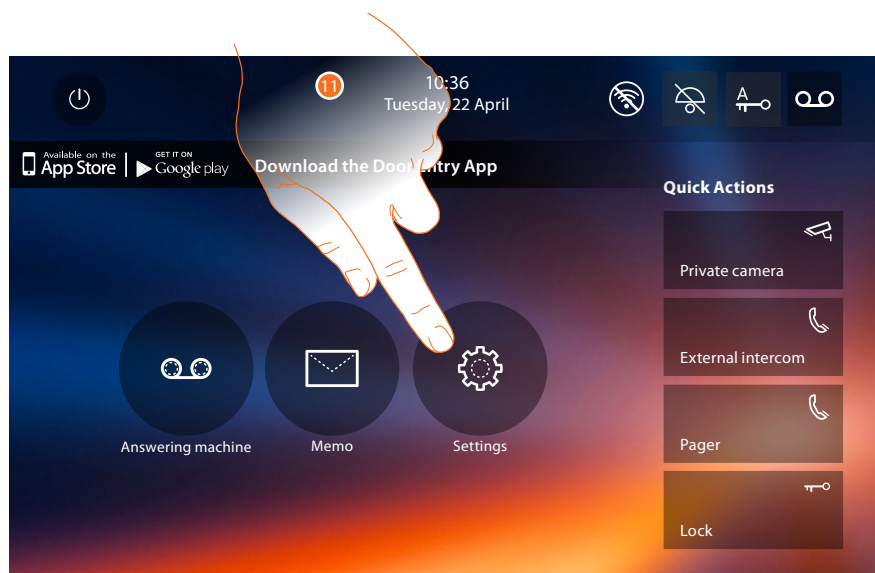 11
10:36
Tuesday, 22 April
A
Available on the
App Store
GET IT ON
Google play
Download the Door Entry App
Quick Actions
Private camera
External intercom
Pager
Lock
Answering machine
Memo
Settings